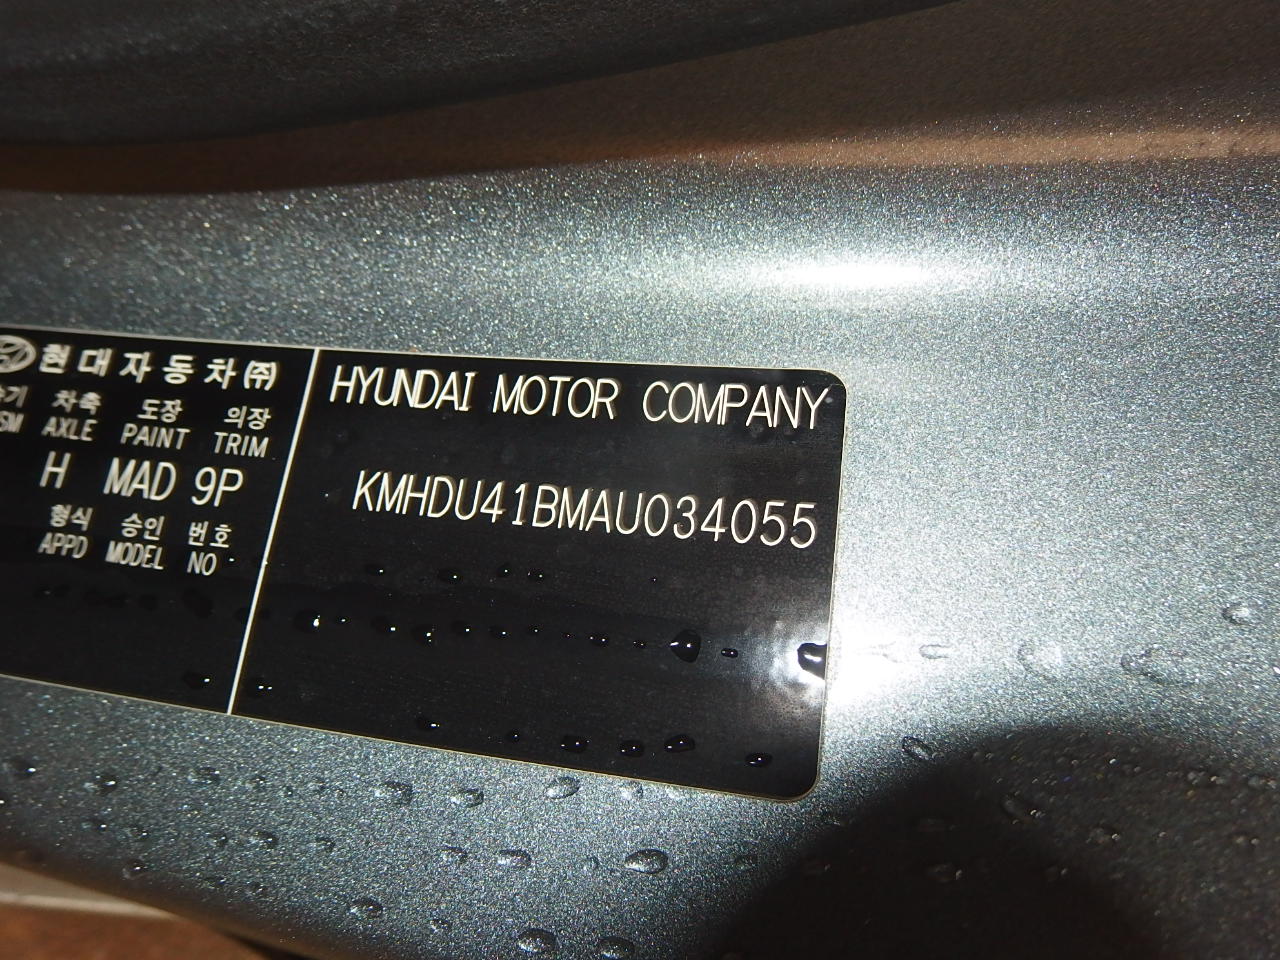 현대자동차(주)
차축 도장 의장
AXLE PAINT TRIM
H MAD 9P
형식 승인 번호
APPD MODEL NO
HYUNDAI MOTOR COMPANY
KMHDU41BMAU034055